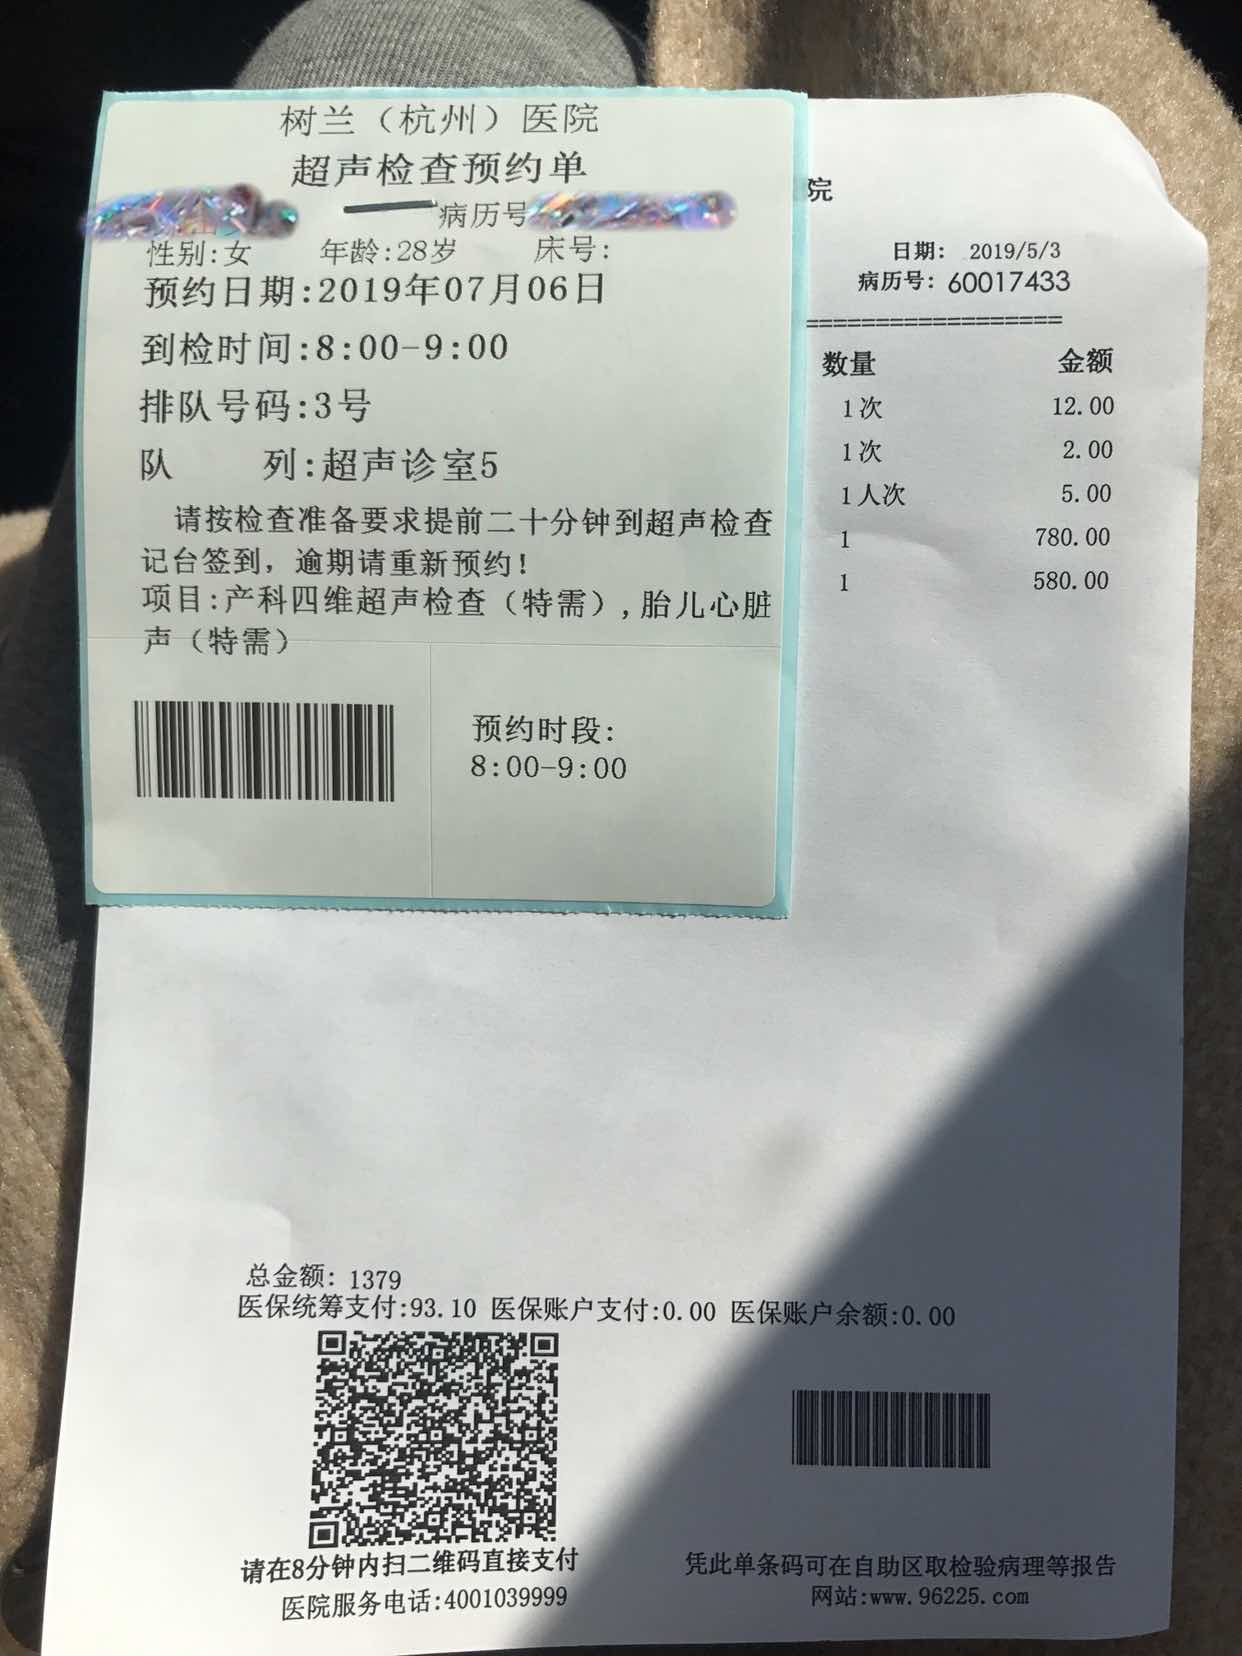 树兰（杭州）医院
超声检查预约单
病历号
性别:女 年龄:28岁 床号:
预约日期:2019年07月06日
到检时间:8:00-9:00
排队号码:3号
队 列:超声诊室5
请按检查准备要求提前二十分钟到超声检查
记台签到，逾期请重新预约!
项目:产科四维超声检查（特需）,胎儿心脏
声（特需）
预约时段:
8:00-9:00
院
日期: 2019/5/3
病历号: 60017433
==================
数量 金额
1次 12.00
1次 2.00
1人次 5.00
1 780.00
1 580.00
总金额: 1379
医保统筹支付:93.10 医保账户支付:0.00 医保账户余额:0.00
请在8分钟内扫二维码直接支付
医院服务电话:4001039999
凭此单条码可在自助区取检验病理等报告
网站:www.96225.com